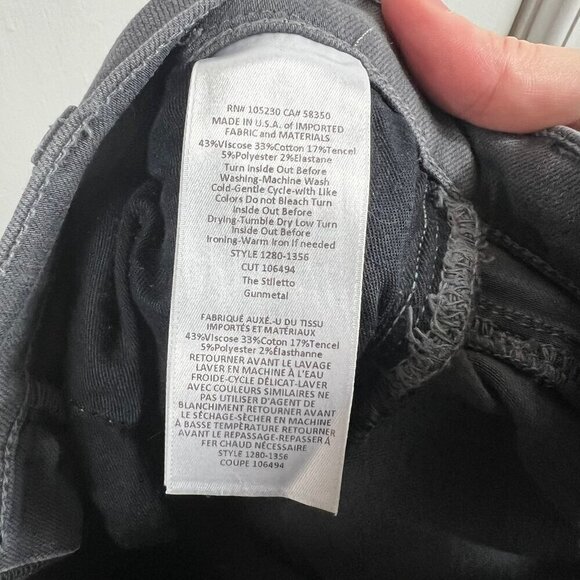 RN# 105230 CA# 58350
MADE IN U.S.A. of IMPORTED
FABRIC and MATERIALS
43%Viscose 33%Cotton 17%Tencel
5%Polyester 2%Elastane
Turn Inside Out Before
Washing-Machine Wash
Cold-Gentle Cycle-with Like
Colors Do not Bleach Turn
Inside Out Before
Drying-Tumble Dry Low Turn
Inside Out Before
Ironing-Warm Iron if needed
STYLE 1280-1356
CUT 106494
The Stiletto
Gunmetal
FABRIQUÉ AUXÉ.-U DU TISSU
IMPORTÉS ET MATÉRIAUX
43%Viscose 33%Cotton 17%Tencel
5%Polyester 2%Élasthanne
RETOURNER AVANT LE LAVAGE
LAVER EN MACHINE À L'EAU
FROIDE-CYCLE DÉLICAT-LAVER
AVEC COULEURS SIMILAIRES NE
PAS UTILISER D'AGENT DE
BLANCHIMENT RETOURNER AVANT
LE SÉCHAGE-SÈCHER EN MACHINE
À BASSE TEMPÈRATURE RETOURNER
AVANT LE REPASSAGE-REPASSER À
FER CHAUD NÉCESSAIRE
STYLE 1280-1356
COUPE 106494